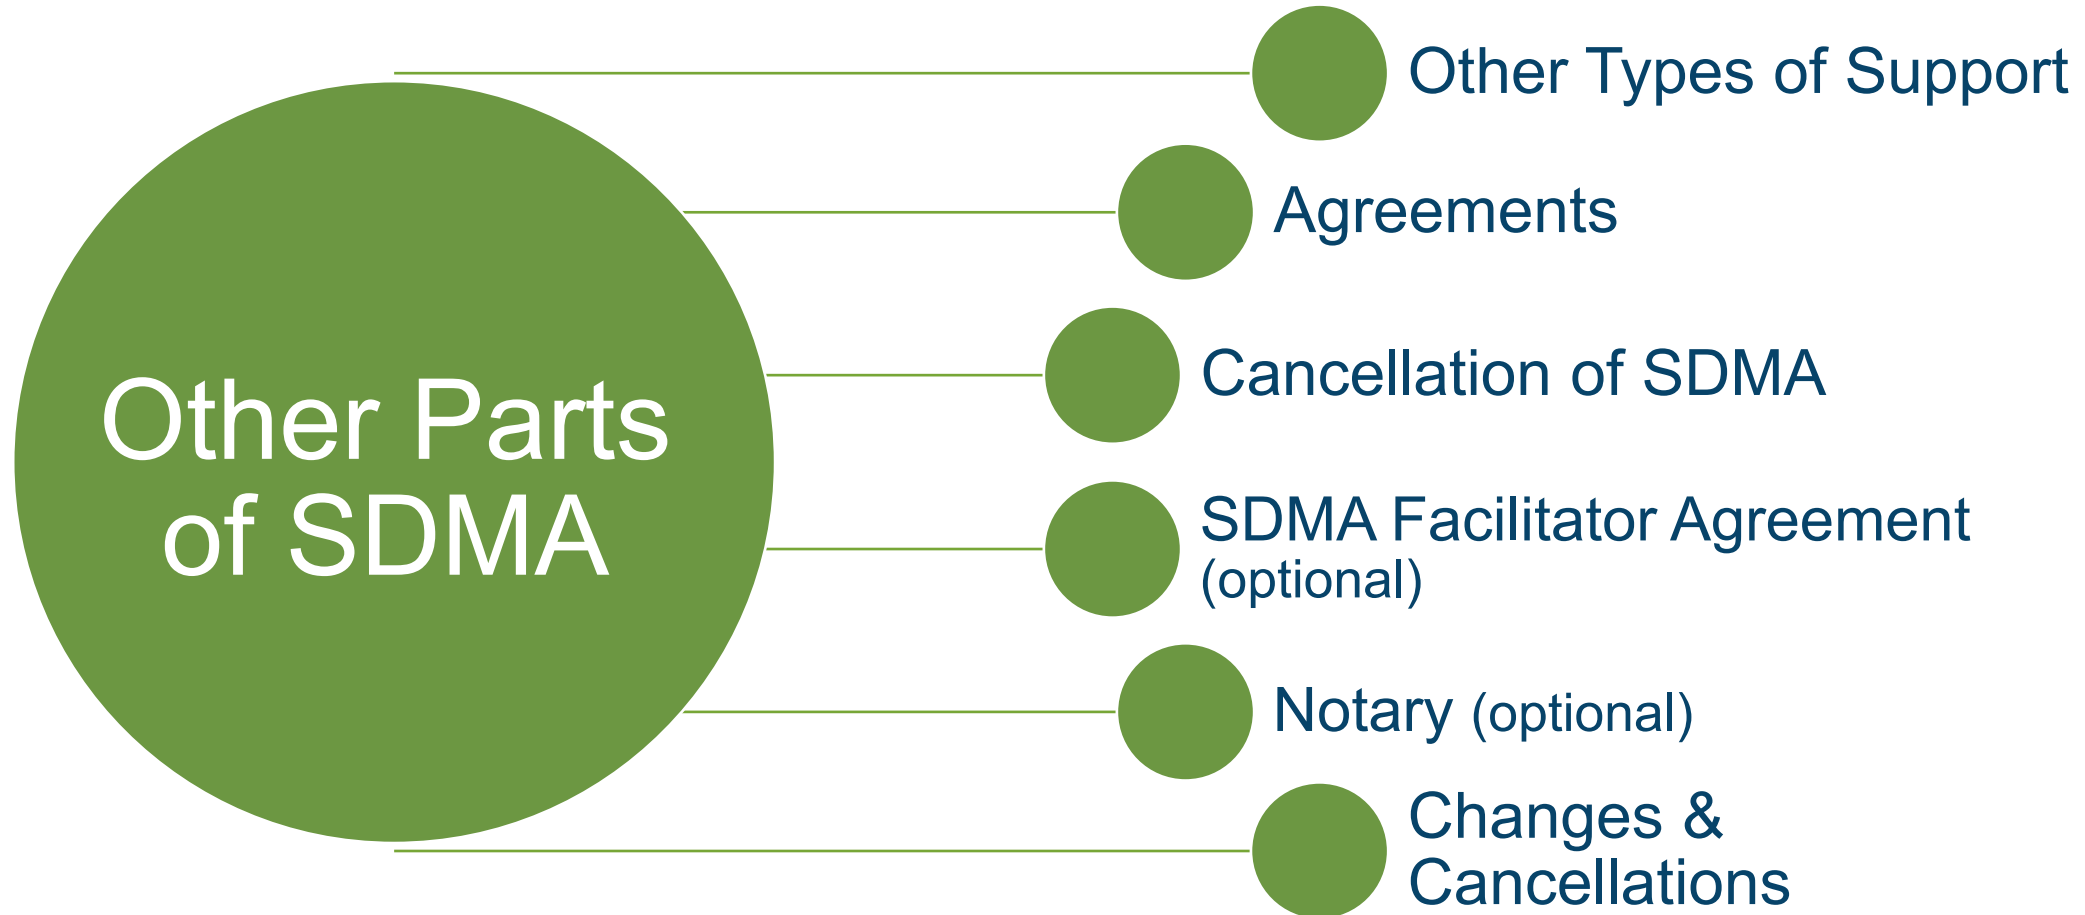 Other Parts
of SDMA
Other Types of Support
Agreements
Cancellation of SDMA
SDMA Facilitator Agreement
(optional)
Notary (optional)
Changes &
Cancellations